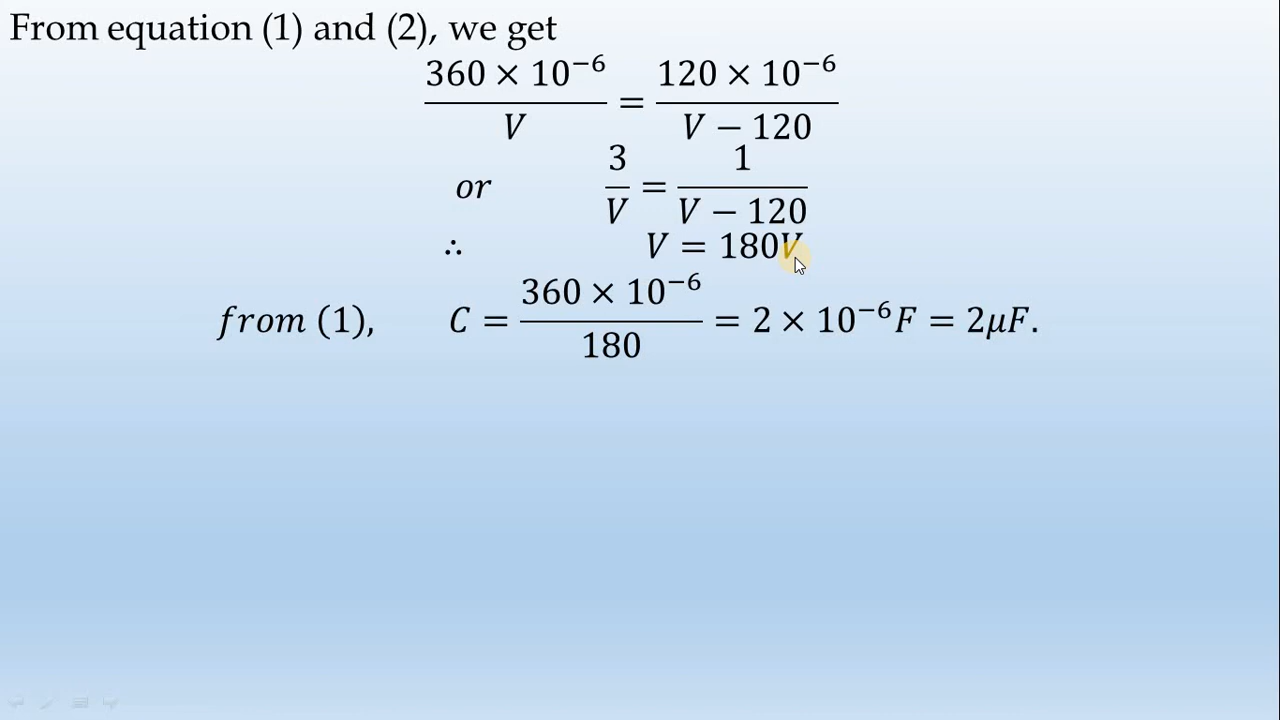 From equation (1) and (2), we get
360 × 10⁻⁶ / V = 120 × 10⁻⁶ / V − 120
or 3 / V = 1 / V − 120
∴ V = 180V
from (1), C = 360 × 10⁻⁶ / 180 = 2 × 10⁻⁶F = 2μF.